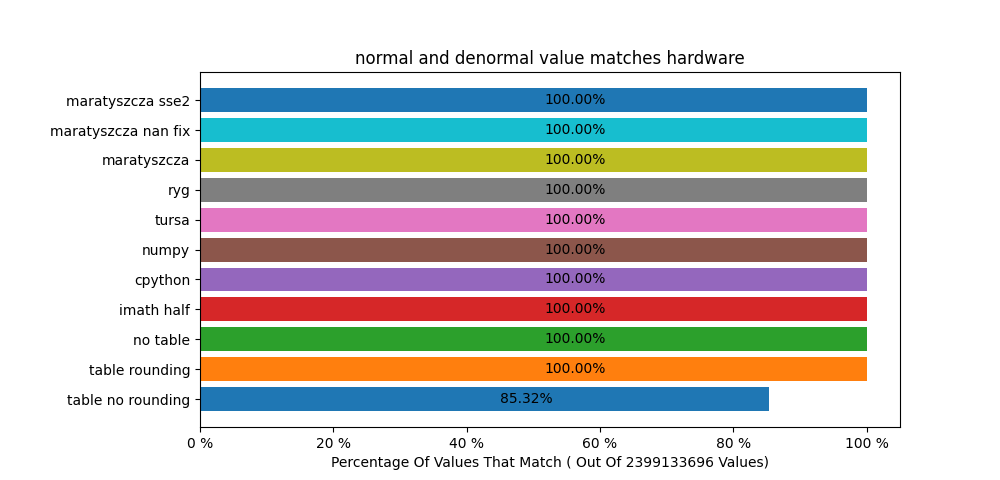 normal and denormal value matches hardware
maratyszcza sse2 100.00%
maratyszcza nan fix 100.00%
maratyszcza 100.00%
ryg 100.00%
tursa 100.00%
numpy 100.00%
cpython 100.00%
imath half 100.00%
no table 100.00%
table rounding 100.00%
table no rounding 85.32%
0 % 20 % 40 % 60 % 80 % 100 %
Percentage Of Values That Match ( Out Of 2399133696 Values)